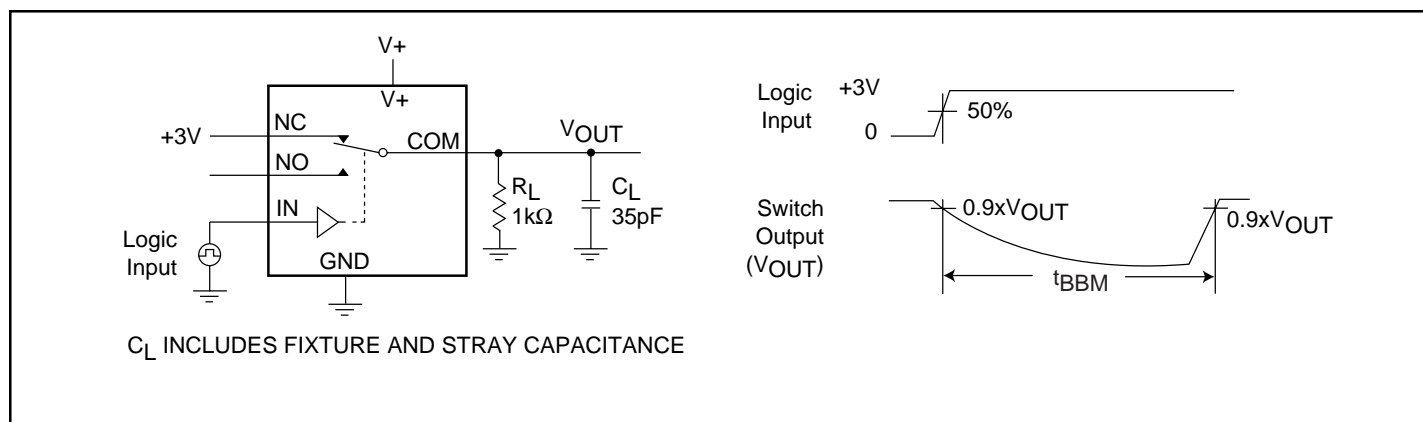 V+
V+
+3V
NC
NO
IN
COM
VOUT
RL
1kΩ
CL
35pF
Logic
Input
GND
CL INCLUDES FIXTURE AND STRAY CAPACITANCE
Logic
Input
+3V
0
50%
Switch
Output
(VOUT)
0.9xVOUT
0.9xVOUT
tBBM